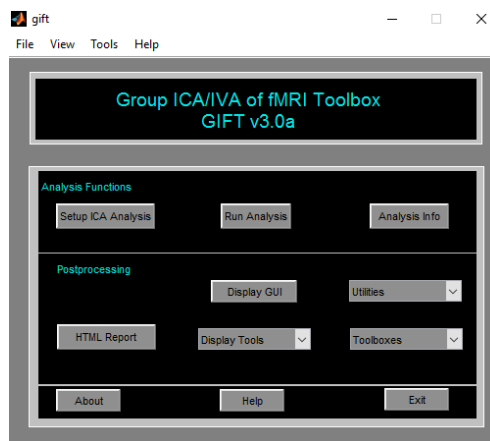 gift
File View Tools Help
Group ICA/IVA of fMRI Toolbox
GIFT v3.0a
Analysis Functions
Setup ICA Analysis Run Analysis Analysis Info
Postprocessing
Display GUI Utilities
HTML Report Display Tools Toolboxes
About Help Exit